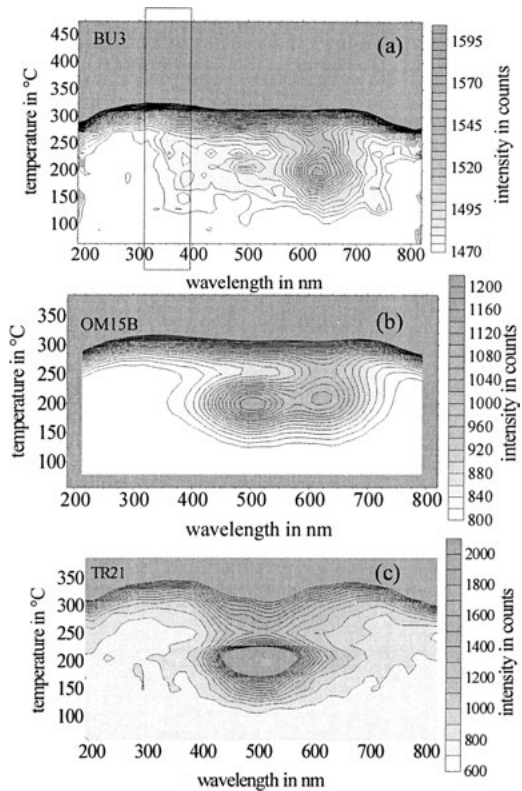 BU3
(a)
temperature in °C
450
400
350
300
250
200
150
100
200 300 400 500 600 700 800
wavelength in nm
1595
1570
1545
1520
1495
1470
intensity in counts
OM15B
(b)
temperature in °C
350
300
250
200
150
100
200 300 400 500 600 700 800
wavelength in nm
1200
1120
1040
960
880
800
1160
1080
1000
920
840
intensity in counts
TR21
(c)
temperature in °C
350
300
250
200
150
100
200 300 400 500 600 700 800
wavelength in nm
2000
1800
1600
1400
1200
1000
800
600
intensity in counts